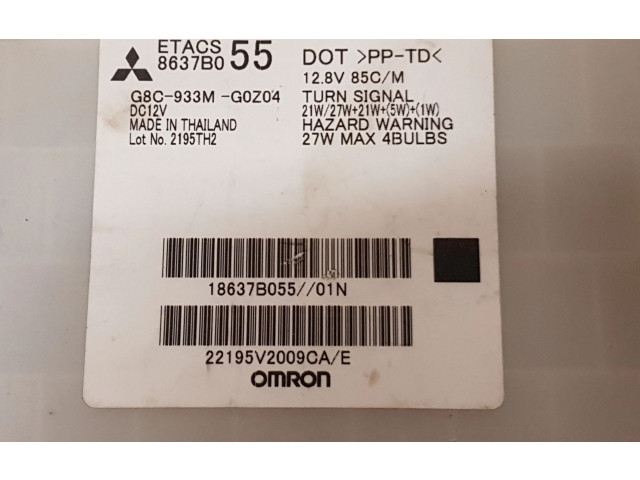 ETACS
8637B0 55
G8C-933M -G0Z04
DC12V
MADE IN THAILAND
Lot No. 2195TH2
DOT >PP-TD<
12.8V 85C/M
TURN SIGNAL
21W/27W+21W+(5W)+(1W)
HAZARD WARNING
27W MAX 4BULBS
18637B055//01N
22195V2009CA/E
OMRON